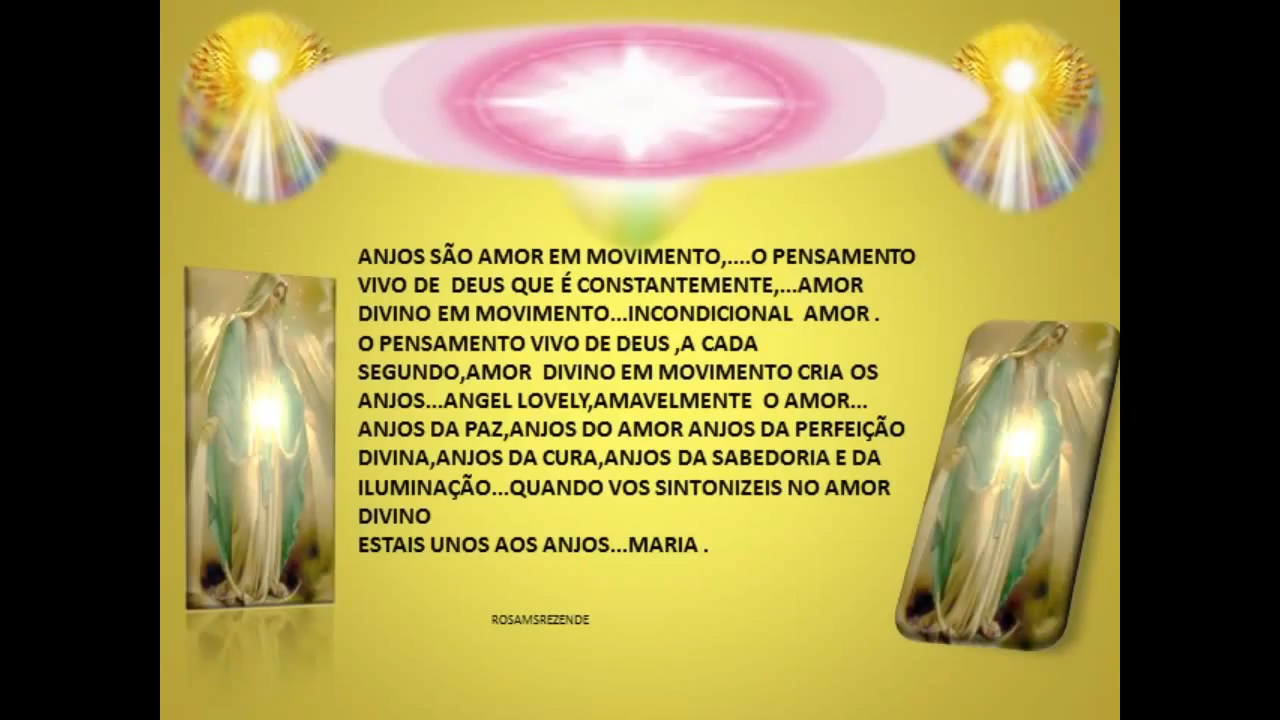 ANJOS SÃO AMOR EM MOVIMENTO,....O PENSAMENTO
VIVO DE DEUS QUE É CONSTANTEMENTE,...AMOR
DIVINO EM MOVIMENTO...INCONDICIONAL AMOR .
O PENSAMENTO VIVO DE DEUS ,A CADA
SEGUNDO,AMOR DIVINO EM MOVIMENTO CRIA OS
ANJOS...ANGEL LOVELY,AMAVELMENTE O AMOR...
ANJOS DA PAZ,ANJOS DO AMOR ANJOS DA PERFEIÇÃO
DIVINA,ANJOS DA CURA,ANJOS DA SABEDORIA E DA
ILUMINAÇÃO...QUANDO VOS SINTONIZEIS NO AMOR
DIVINO
ESTAIS UNOS AOS ANJOS...MARIA .
ROSAMSREZENDE